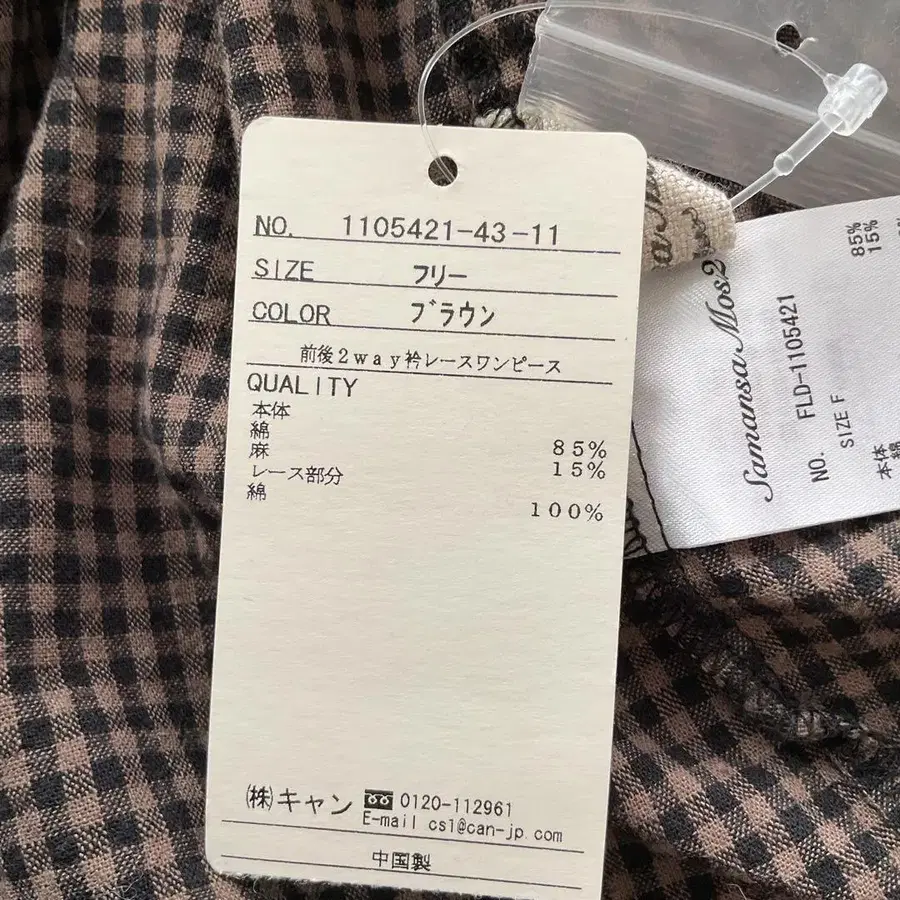 NO. 1105421-43-11
SIZE フリー
COLOR ブラウン
前後2way衿レースワンピース
QUALITY
本体
綿 85%
麻 15%
レース部分
綿 100%
㈱キャン 0120-112961
E-mail cs1@can-jp.com
中国製
Samansa Mos2
NO. FLD-1105421
SIZE F
本体
綿
85%
15%